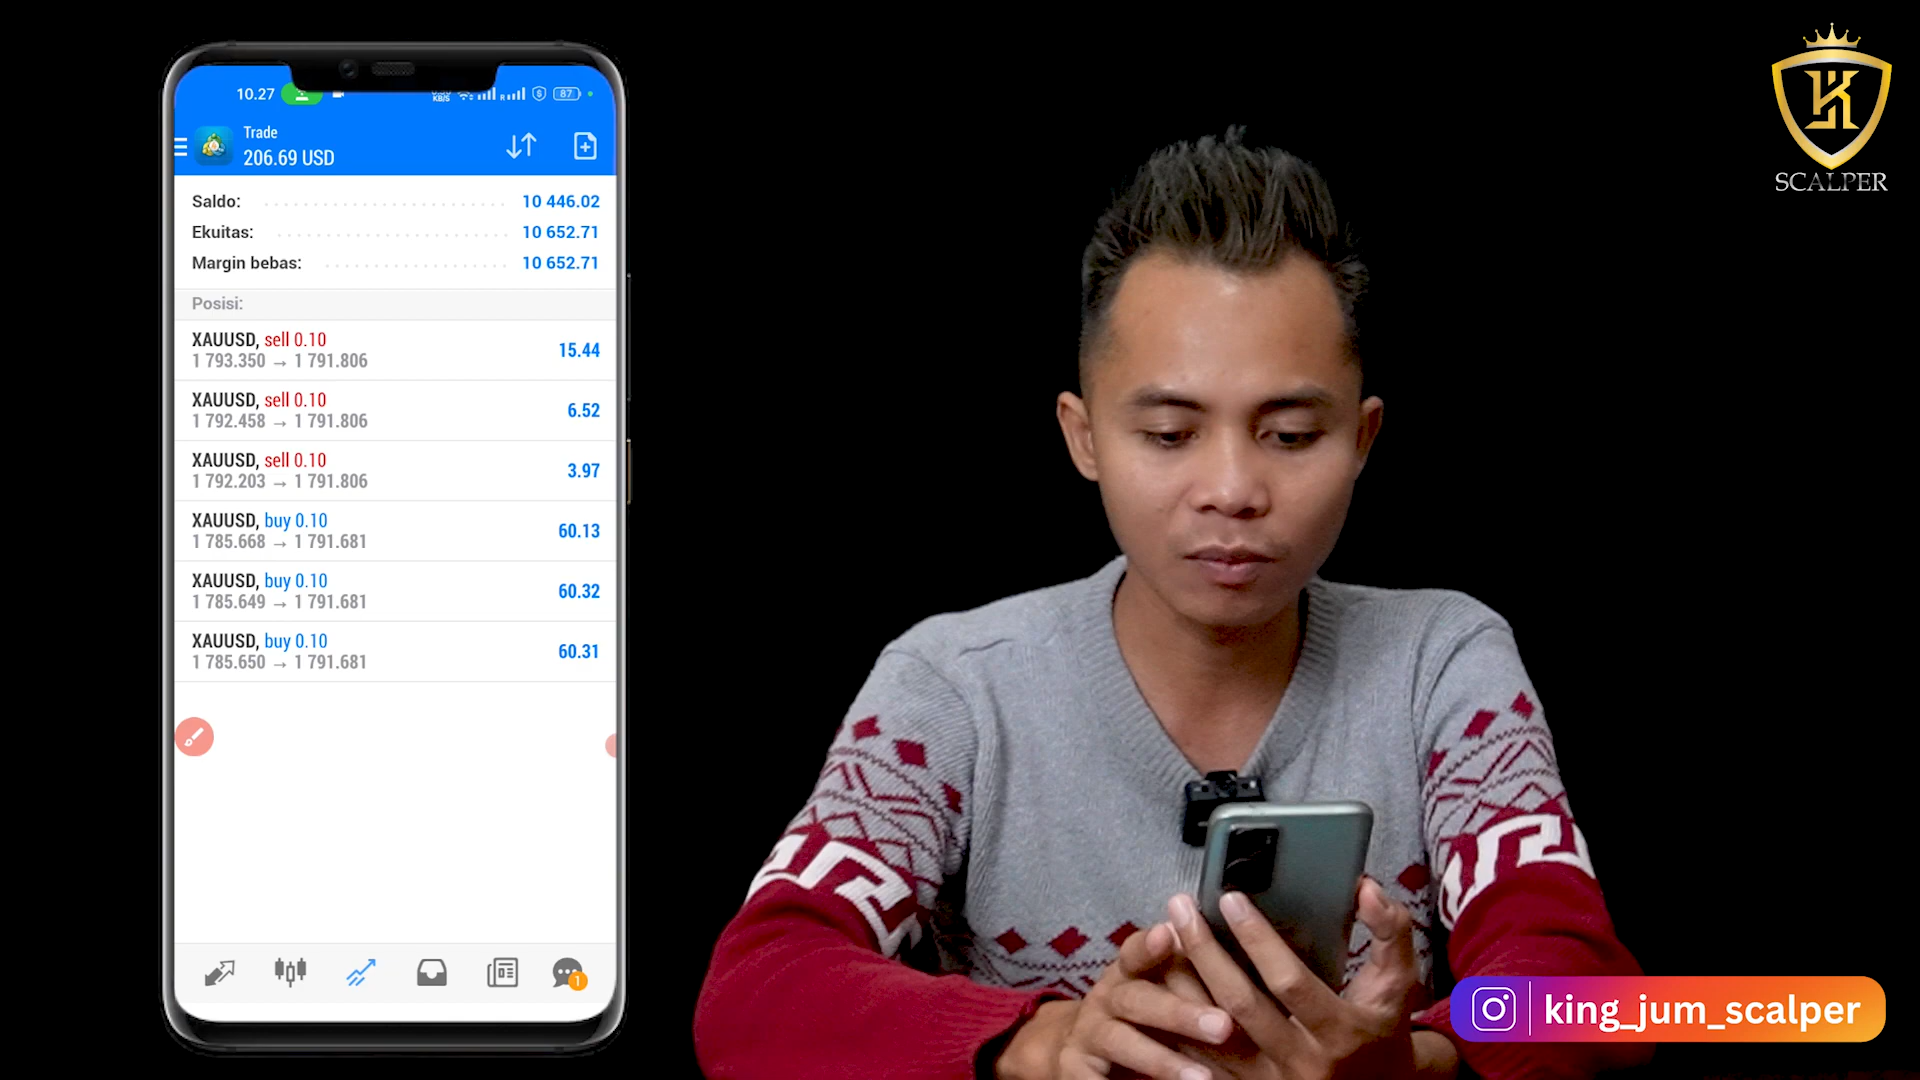 10.27
KB/S
87
Trade
206.69 USD
Saldo: 10 446.02
Ekuitas: 10 652.71
Margin bebas: 10 652.71
Posisi:
XAUUSD, sell 0.10
1 793.350 → 1 791.806
15.44
XAUUSD, sell 0.10
1 792.458 → 1 791.806
6.52
XAUUSD, sell 0.10
1 792.203 → 1 791.806
3.97
XAUUSD, buy 0.10
1 785.668 → 1 791.681
60.13
XAUUSD, buy 0.10
1 785.649 → 1 791.681
60.32
XAUUSD, buy 0.10
1 785.650 → 1 791.681
60.31
1
SCALPER
king_jum_scalper